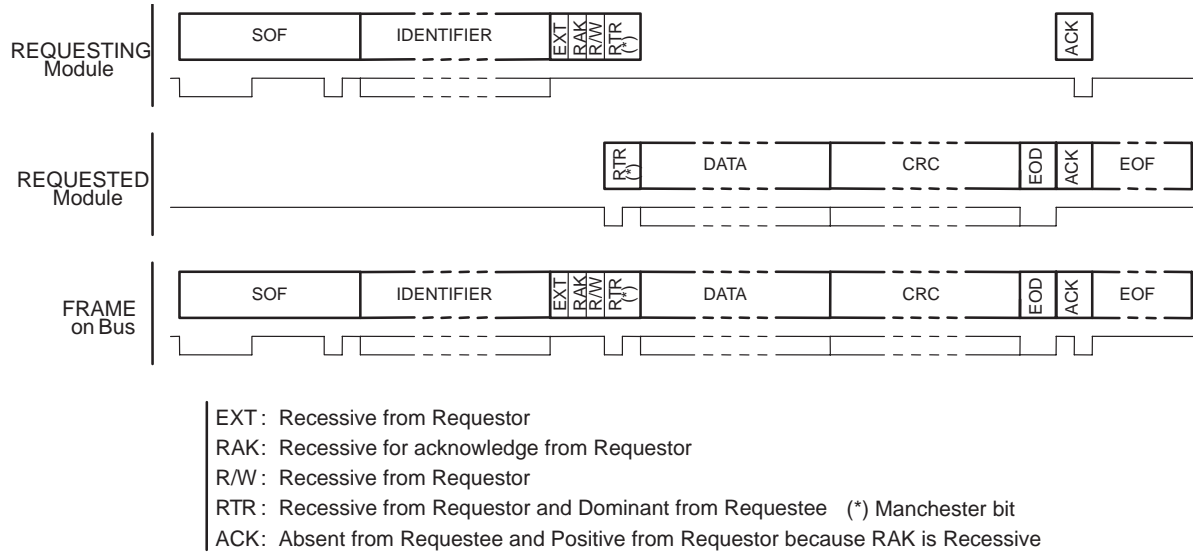 REQUESTING
Module
SOF
IDENTIFIER
EXT
RAK
R/W
RTR
(*)
ACK
REQUESTED
Module
RTR
(*)
DATA
CRC
EOD
ACK
EOF
FRAME
on Bus
SOF
IDENTIFIER
EXT
RAK
R/W
RTR
(*)
DATA
CRC
EOD
ACK
EOF
EXT : Recessive from Requestor
RAK: Recessive for acknowledge from Requestor
R/W : Recessive from Requestor
RTR : Recessive from Requestor and Dominant from Requestee (*) Manchester bit
ACK: Absent from Requestee and Positive from Requestor because RAK is Recessive